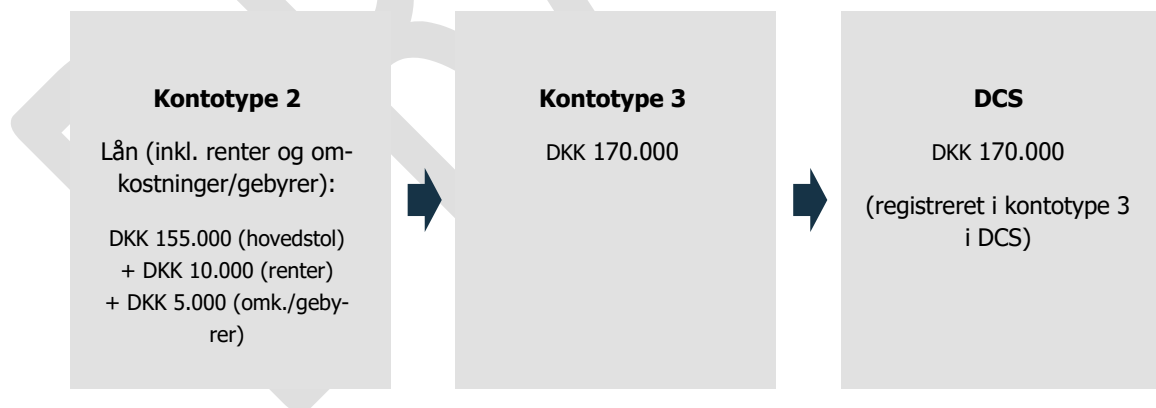 Kontotype 2
Lån (inkl. renter og om-
kostninger/gebyrer):
DKK 155.000 (hovedstol)
+ DKK 10.000 (renter)
+ DKK 5.000 (omk./geby-
rer)
Kontotype 3
DKK 170.000
DCS
DKK 170.000
(registreret i kontotype 3
i DCS)